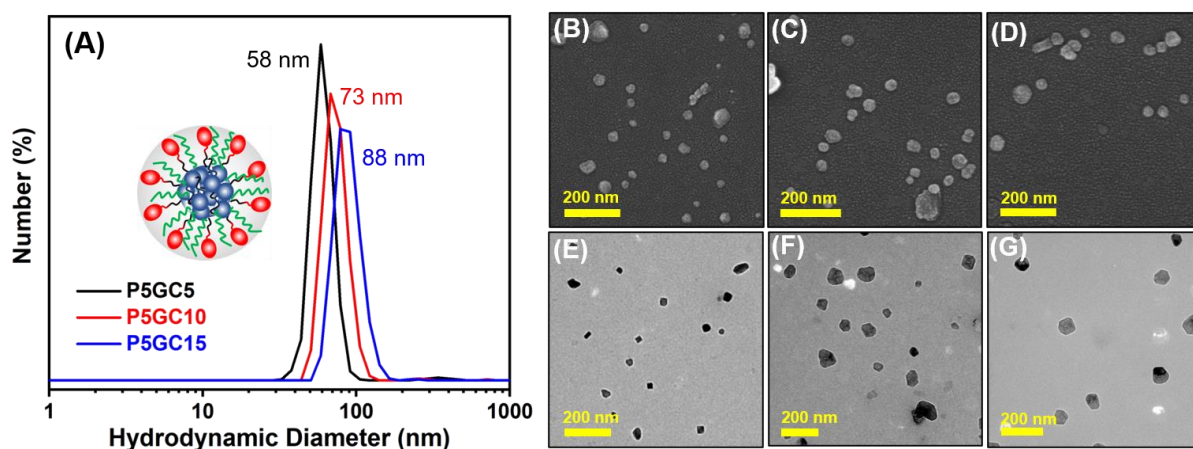 (A)
58 nm
73 nm
88 nm
P5GC5
P5GC10
P5GC15
Number (%)
1
10
100
1000
Hydrodynamic Diameter (nm)
(B)
200 nm
(C)
200 nm
(D)
200 nm
(E)
200 nm
(F)
200 nm
(G)
200 nm